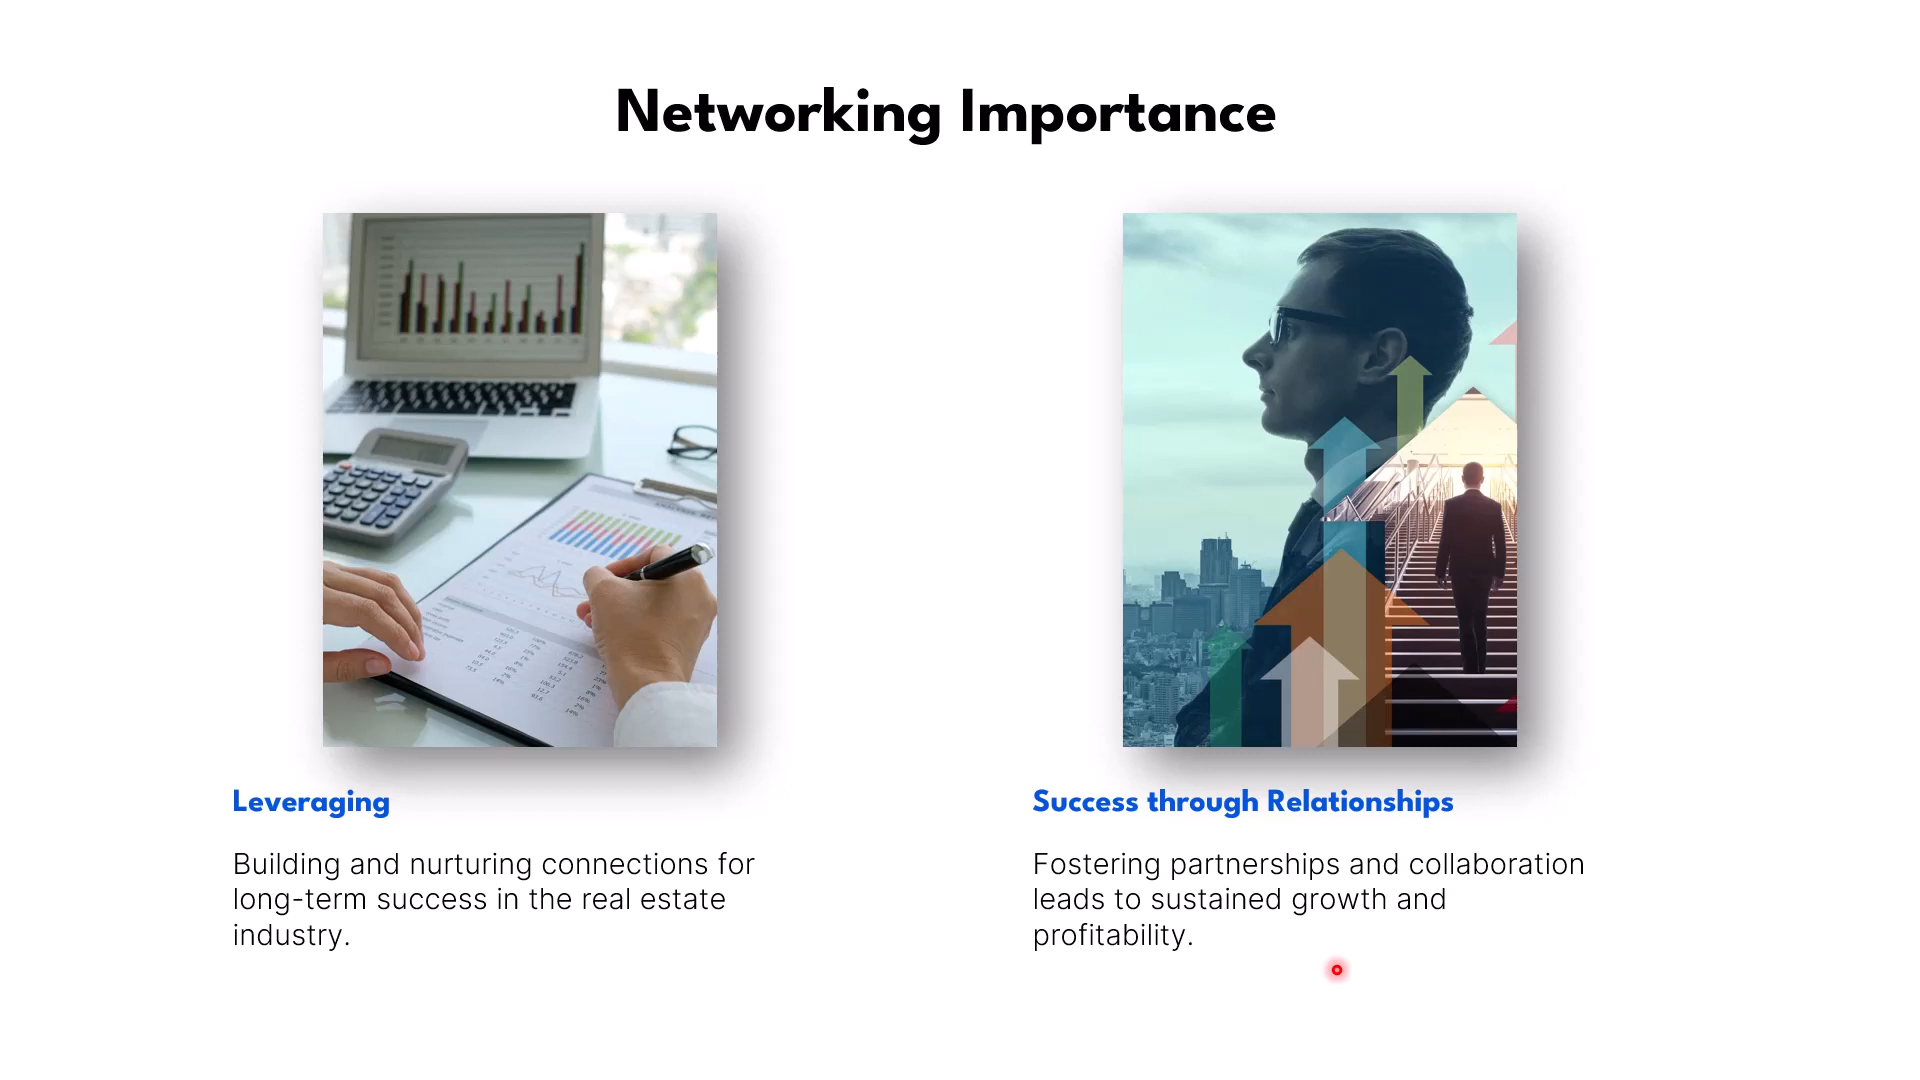 Networking Importance
Leveraging
Building and nurturing connections for
long-term success in the real estate
industry.
Success through Relationships
Fostering partnerships and collaboration
leads to sustained growth and
profitability.